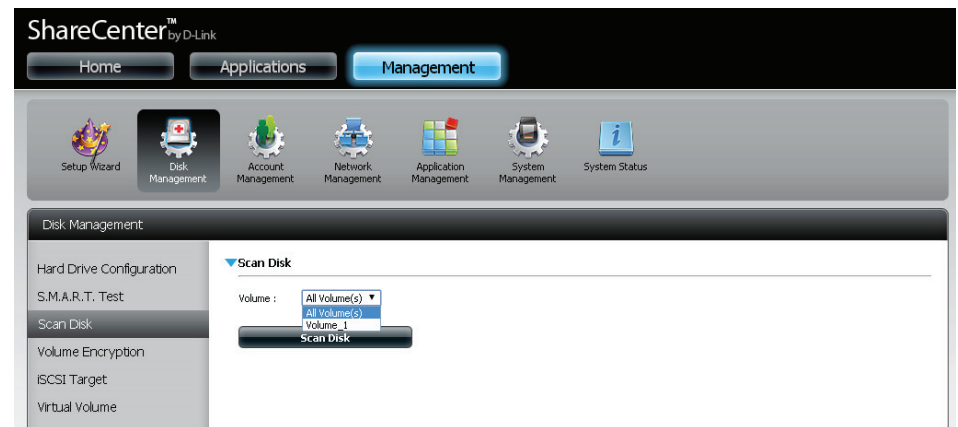 ShareCenter™ by D-Link
Home Applications Management
Setup Wizard
Disk Management
Account Management
Network Management
Application Management
System Management
System Status
Disk Management
Hard Drive Configuration
S.M.A.R.T. Test
Scan Disk
Volume Encryption
iSCSI Target
Virtual Volume
Scan Disk
Volume : All Volume(s)
All Volume(s)
Volume_1
Scan Disk